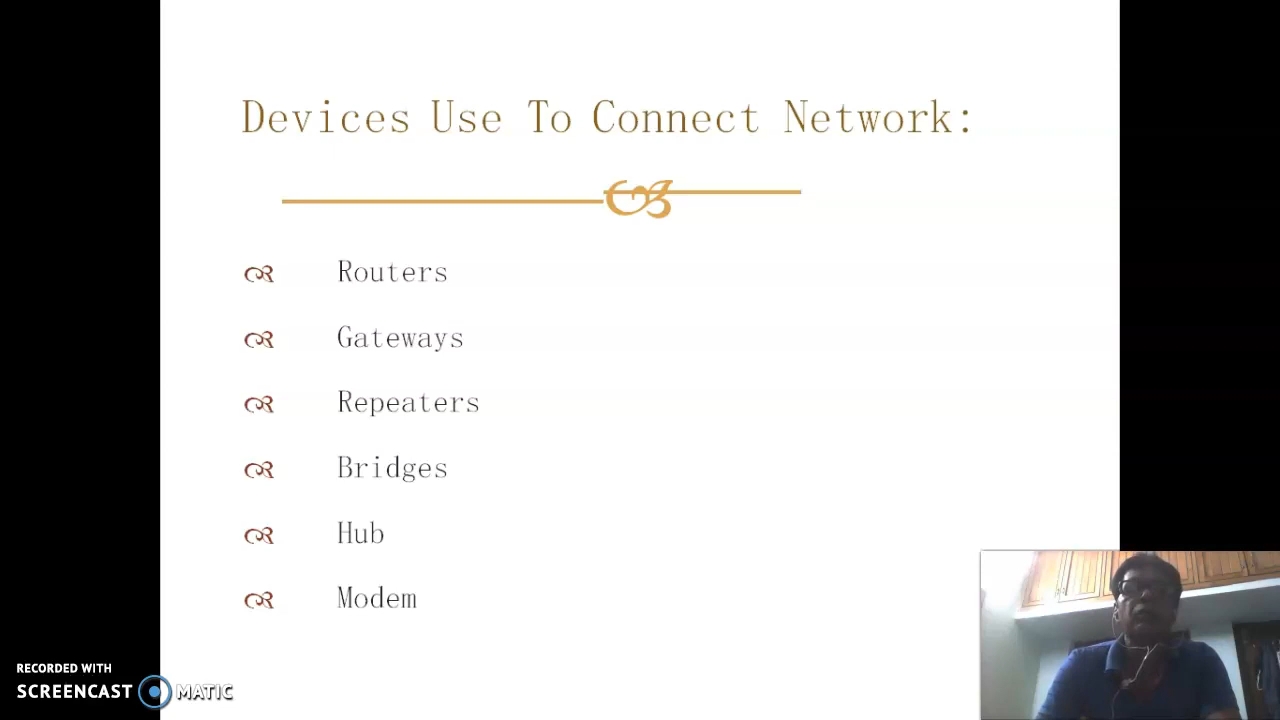 Devices Use To Connect Network:
Routers
Gateways
Repeaters
Bridges
Hub
Modem
RECORDED WITH
SCREENCAST MATIC